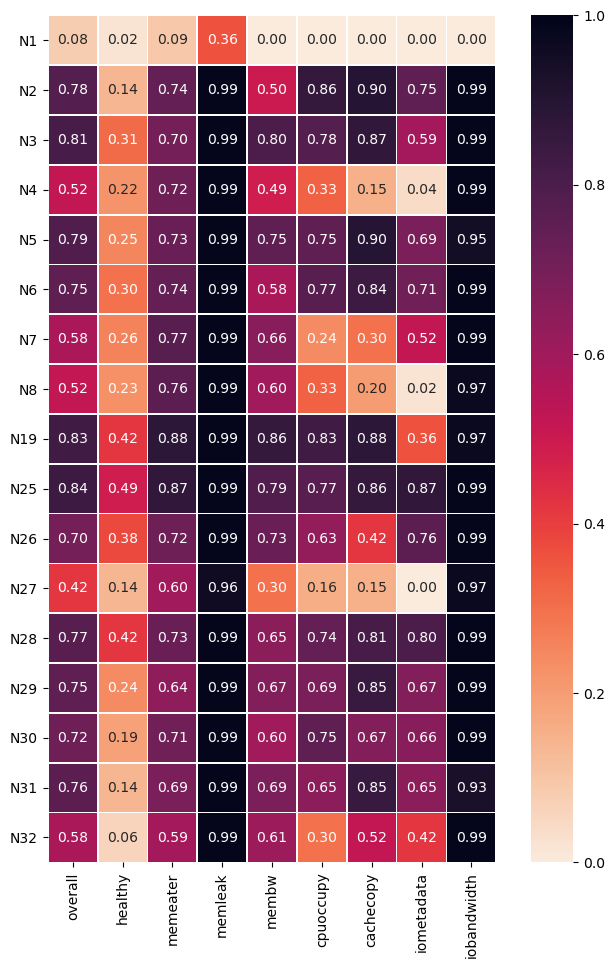 N1 0.08 0.02 0.09 0.36 0.00 0.00 0.00 0.00 0.00
N2 0.78 0.14 0.74 0.99 0.50 0.86 0.90 0.75 0.99
N3 0.81 0.31 0.70 0.99 0.80 0.78 0.87 0.59 0.99
N4 0.52 0.22 0.72 0.99 0.49 0.33 0.15 0.04 0.99
N5 0.79 0.25 0.73 0.99 0.75 0.75 0.90 0.69 0.95
N6 0.75 0.30 0.74 0.99 0.58 0.77 0.84 0.71 0.99
N7 0.58 0.26 0.77 0.99 0.66 0.24 0.30 0.52 0.99
N8 0.52 0.23 0.76 0.99 0.60 0.33 0.20 0.02 0.97
N19 0.83 0.42 0.88 0.99 0.86 0.83 0.88 0.36 0.97
N25 0.84 0.49 0.87 0.99 0.79 0.77 0.86 0.87 0.99
N26 0.70 0.38 0.72 0.99 0.73 0.63 0.42 0.76 0.99
N27 0.42 0.14 0.60 0.96 0.30 0.16 0.15 0.00 0.97
N28 0.77 0.42 0.73 0.99 0.65 0.74 0.81 0.80 0.99
N29 0.75 0.24 0.64 0.99 0.67 0.69 0.85 0.67 0.99
N30 0.72 0.19 0.71 0.99 0.60 0.75 0.67 0.66 0.99
N31 0.76 0.14 0.69 0.99 0.69 0.65 0.85 0.65 0.93
N32 0.58 0.06 0.59 0.99 0.61 0.30 0.52 0.42 0.99
overall
healthy
memeater
memleak
membw
cpuoccupy
cachecopy
iometadata
iobandwidth
1.0
0.8
0.6
0.4
0.2
0.0